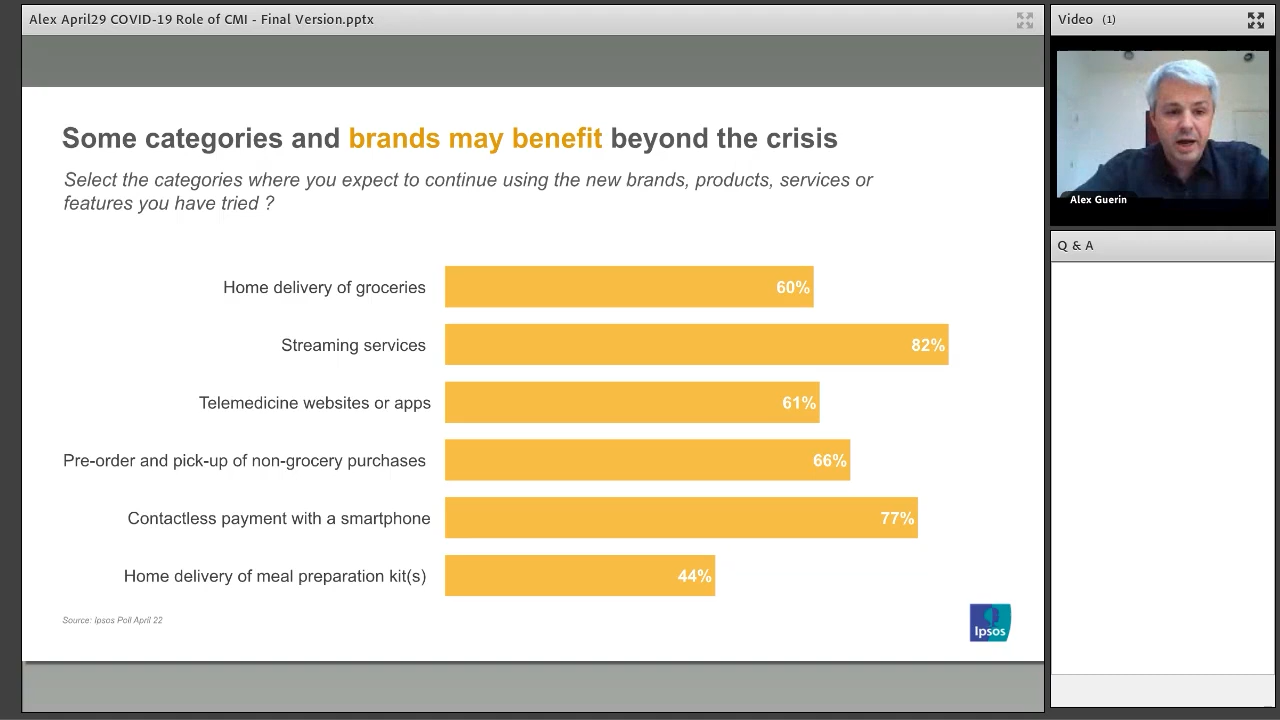 Alex April29 COVID-19 Role of CMI - Final Version.pptx
Some categories and brands may benefit beyond the crisis
Select the categories where you expect to continue using the new brands, products, services or
features you have tried ?
Home delivery of groceries 60%
Streaming services 82%
Telemedicine websites or apps 61%
Pre-order and pick-up of non-grocery purchases 66%
Contactless payment with a smartphone 77%
Home delivery of meal preparation kit(s) 44%
Source: Ipsos Poll April 22
Ipsos
Video (1)
Alex Guerin
Q & A